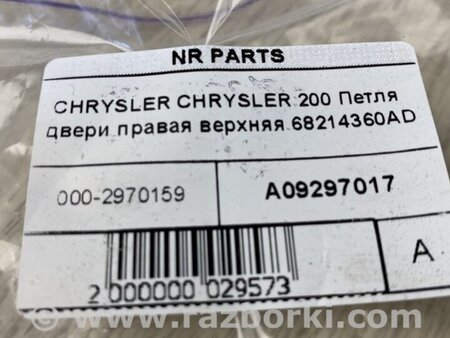 NR PARTS
CHRYSLER CHRYSLER 200 Петля
двери правая верхняя 68214360AD
000-2970159
A09297017
A
2 000000 029573
www.razborki.com